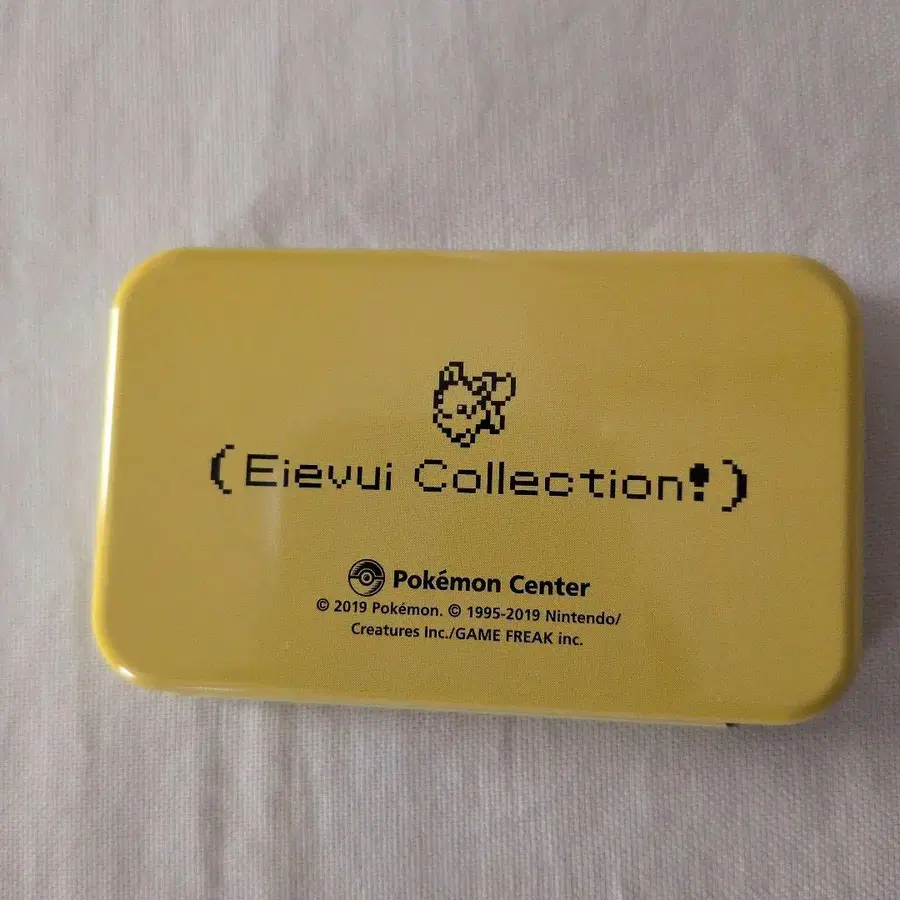 (Eievui Collection!)
Pokémon Center
© 2019 Pokémon. © 1995-2019 Nintendo/
Creatures Inc./GAME FREAK inc.